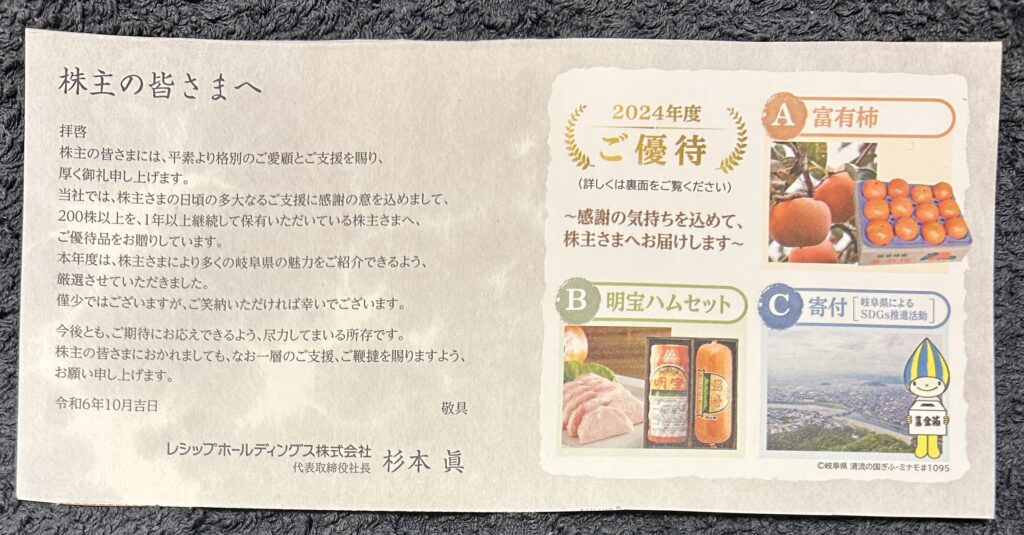 株主の皆さまへ
拝啓
株主の皆さまには、平素より格別のご愛顧とご支援を賜り、
厚く御礼申し上げます。
当社では、株主さまの日頃の多大なるご支援に感謝の意を込めまして、
200株以上を、1年以上継続して保有いただいている株主さまへ、
ご優待品をお贈りしています。
本年度は、株主さまにより多くの岐阜県の魅力をご紹介できるよう、
厳選させていただきました。
僅少ではございますが、ご笑納いただければ幸いでございます。
今後とも、ご期待にお応えできるよう、尽力してまいる所存です。
株主の皆さまにおかれましても、なお一層のご支援、ご鞭撻を賜りますよう、
お願い申し上げます。
令和6年10月吉日 敬具
レシップホールディングス株式会社
代表取締役社長 杉本 眞
2024年度
ご優待
(詳しくは裏面をご覧ください)
～感謝の気持ちを込めて、
株主さまへお届けします～
A 富有柿
B 明宝ハムセット
明宝
C 寄付 [岐阜県による
SDGs推進活動]
©岐阜県 清流の国ぎふ・ミナモ#1095